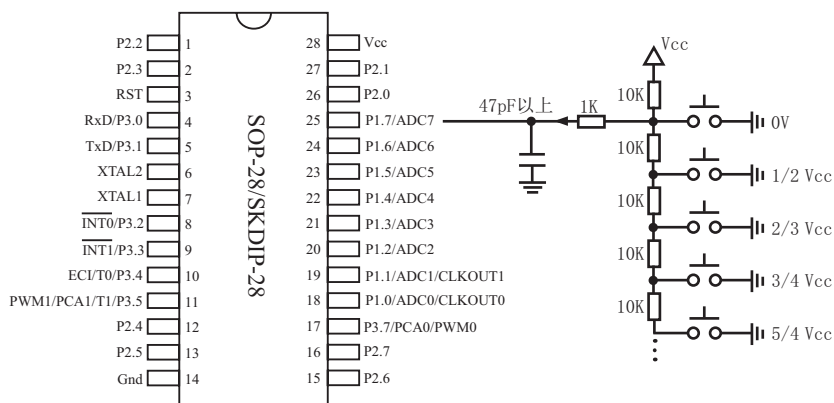 P2.2 1
P2.3 2
RST 3
RxD/P3.0 4
TxD/P3.1 5
XTAL2 6
XTAL1 7
INT0/P3.2 8
INT1/P3.3 9
ECI/T0/P3.4 10
PWM1/PCA1/T1/P3.5 11
P2.4 12
P2.5 13
Gnd 14
SOP-28/SKDIP-28
28 Vcc
27 P2.1
26 P2.0
25 P1.7/ADC7
24 P1.6/ADC6
23 P1.5/ADC5
22 P1.4/ADC4
21 P1.3/ADC3
20 P1.2/ADC2
19 P1.1/ADC1/CLKOUT1
18 P1.0/ADC0/CLKOUT0
17 P3.7/PCA0/PWM0
16 P2.7
15 P2.6
47pF以上
1K
Vcc
10K
0V
10K
1/2 Vcc
10K
2/3 Vcc
10K
3/4 Vcc
10K
5/4 Vcc